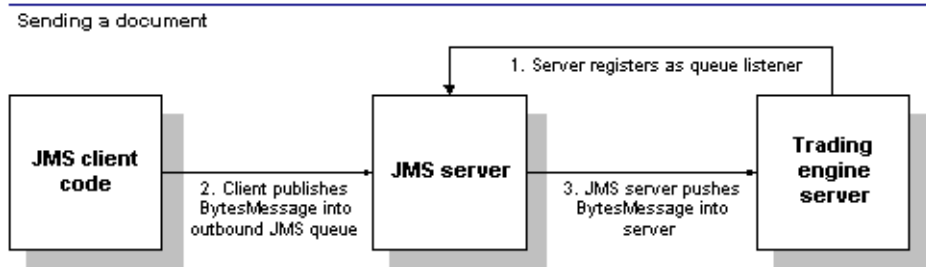 Sending a document
1. Server registers as queue listener
JMS client
code
2. Client publishes
BytesMessage into
outbound JMS queue
JMS server
3. JMS server pushes
BytesMessage into
server
Trading
engine
server